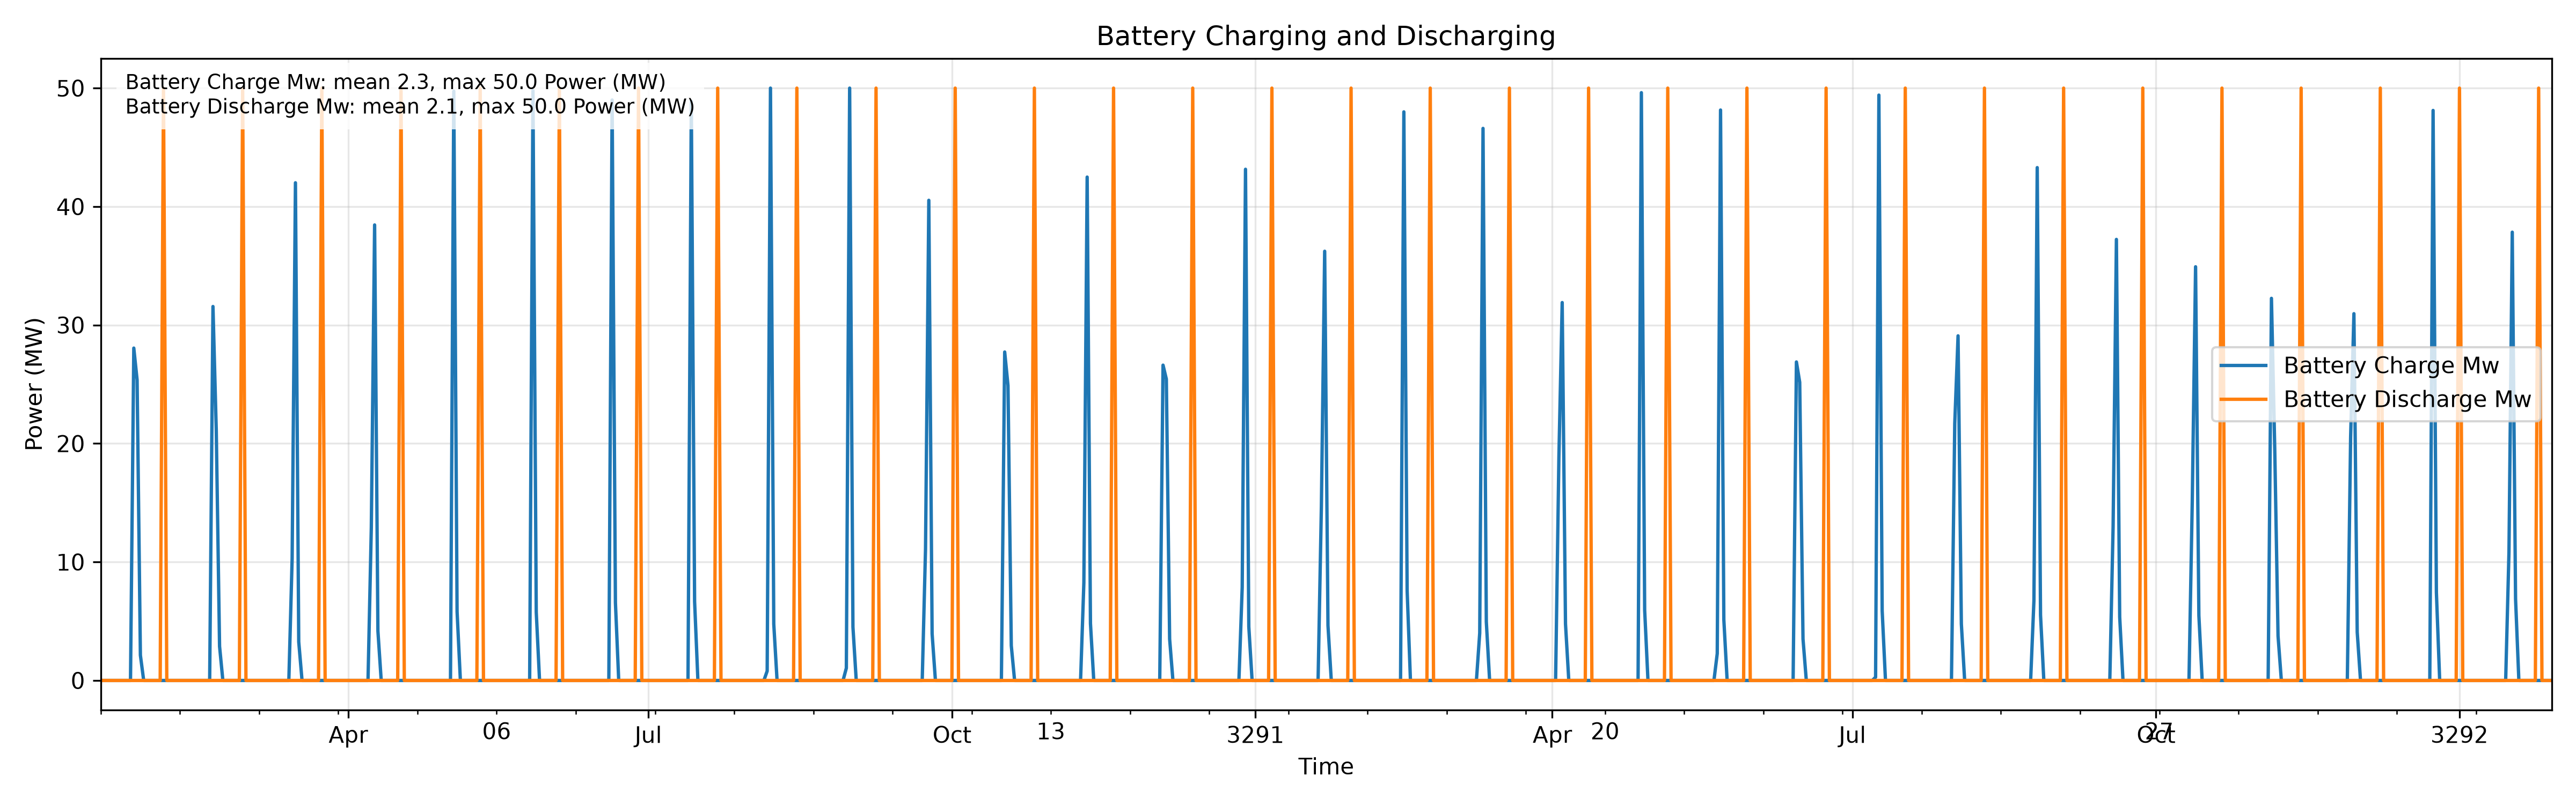 Battery Charging and Discharging
Battery Charge Mw: mean 2.3, max 50.0 Power (MW)
Battery Discharge Mw: mean 2.1, max 50.0 Power (MW)
50
40
30
20
10
0
Power (MW)
Battery Charge Mw
Battery Discharge Mw
Apr 06 Jul Oct 13 3291 Apr 20 Jul Oct 27 3292
Time